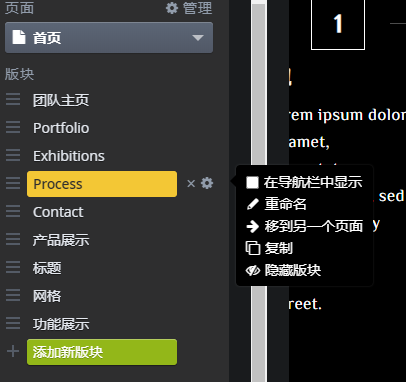 页面
管理
首页
版块
团队主页
Portfolio
Exhibitions
Process
Contact
产品展示
标题
网格
功能展示
添加新版块
在导航栏中显示
重命名
移到另一个页面
复制
隐藏版块
1
rem ipsum dolor
amet,
sed
y
reet.